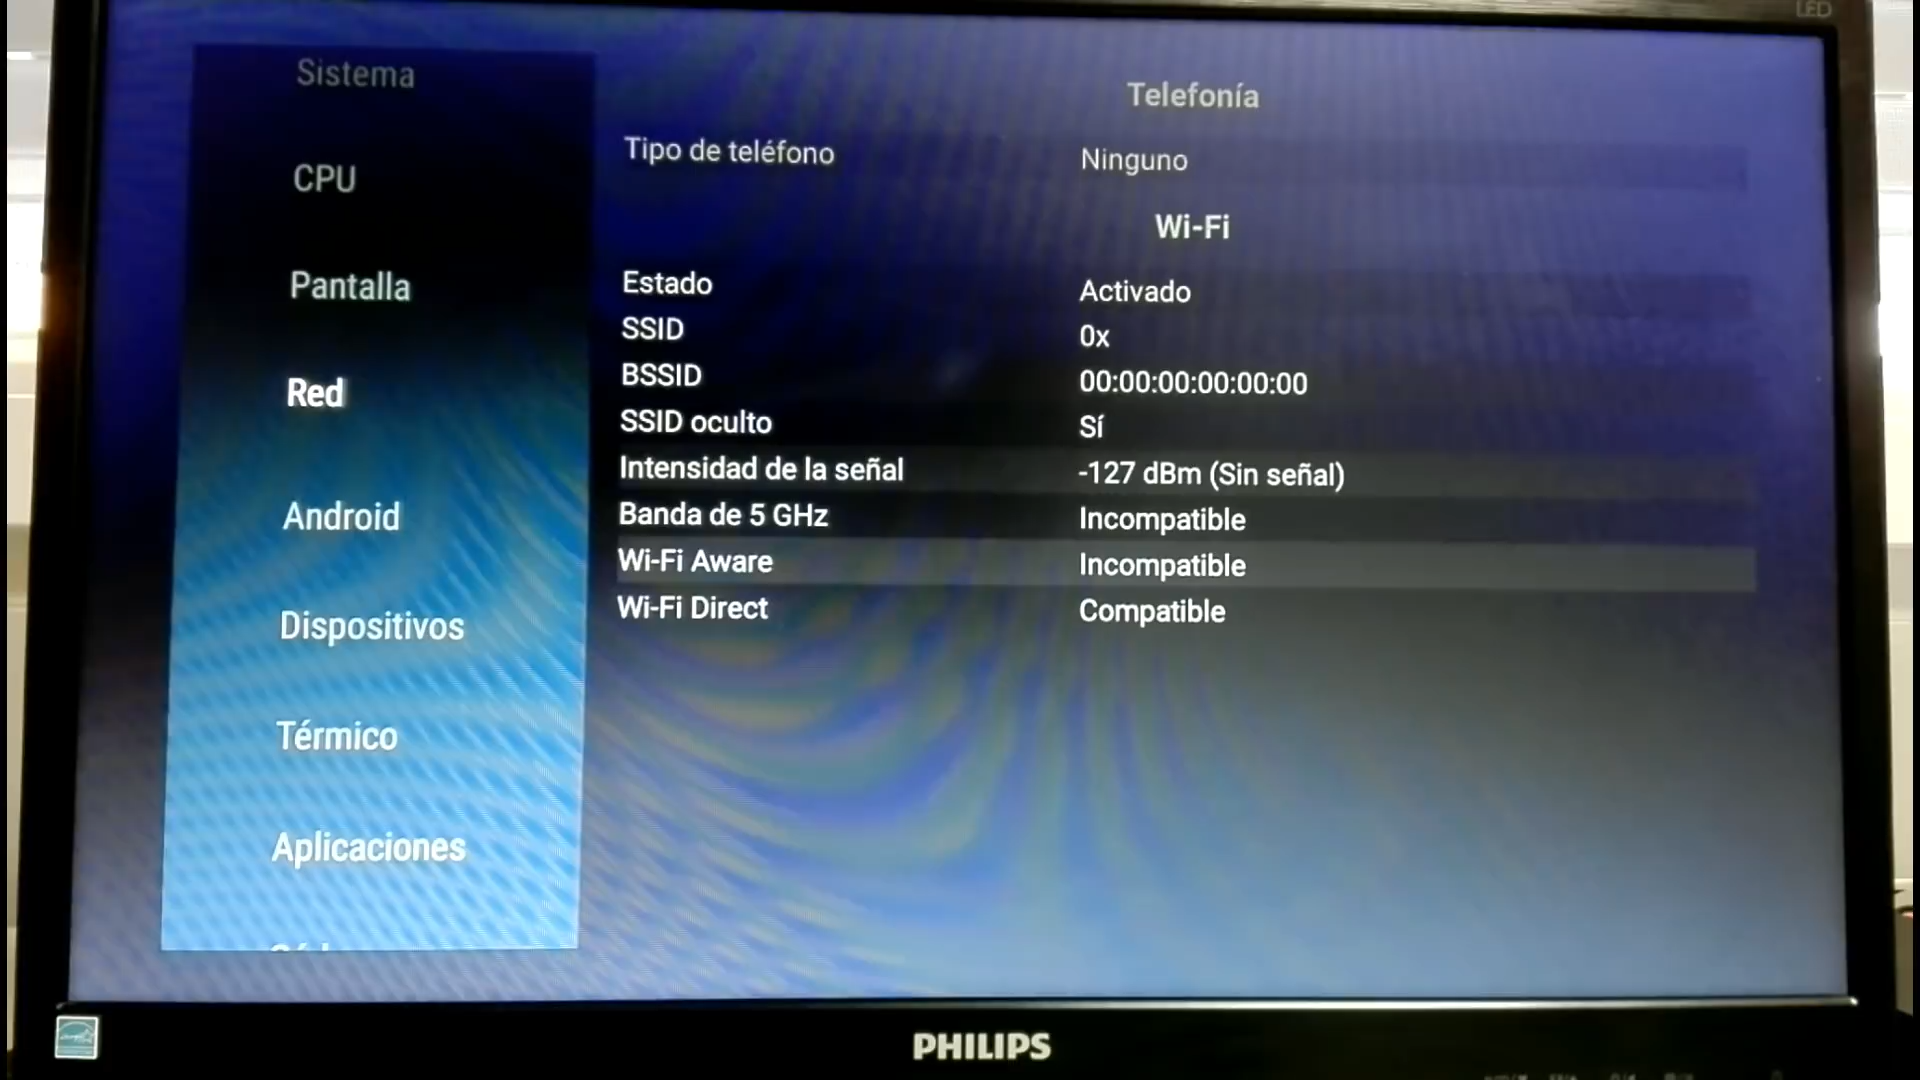 LED
Sistema
CPU
Pantalla
Red
Android
Dispositivos
Térmico
Aplicaciones
Telefonía
Tipo de teléfono Ninguno
Wi-Fi
Estado Activado
SSID 0x
BSSID 00:00:00:00:00:00
SSID oculto Sí
Intensidad de la señal -127 dBm (Sin señal)
Banda de 5 GHz Incompatible
Wi-Fi Aware Incompatible
Wi-Fi Direct Compatible
PHILIPS